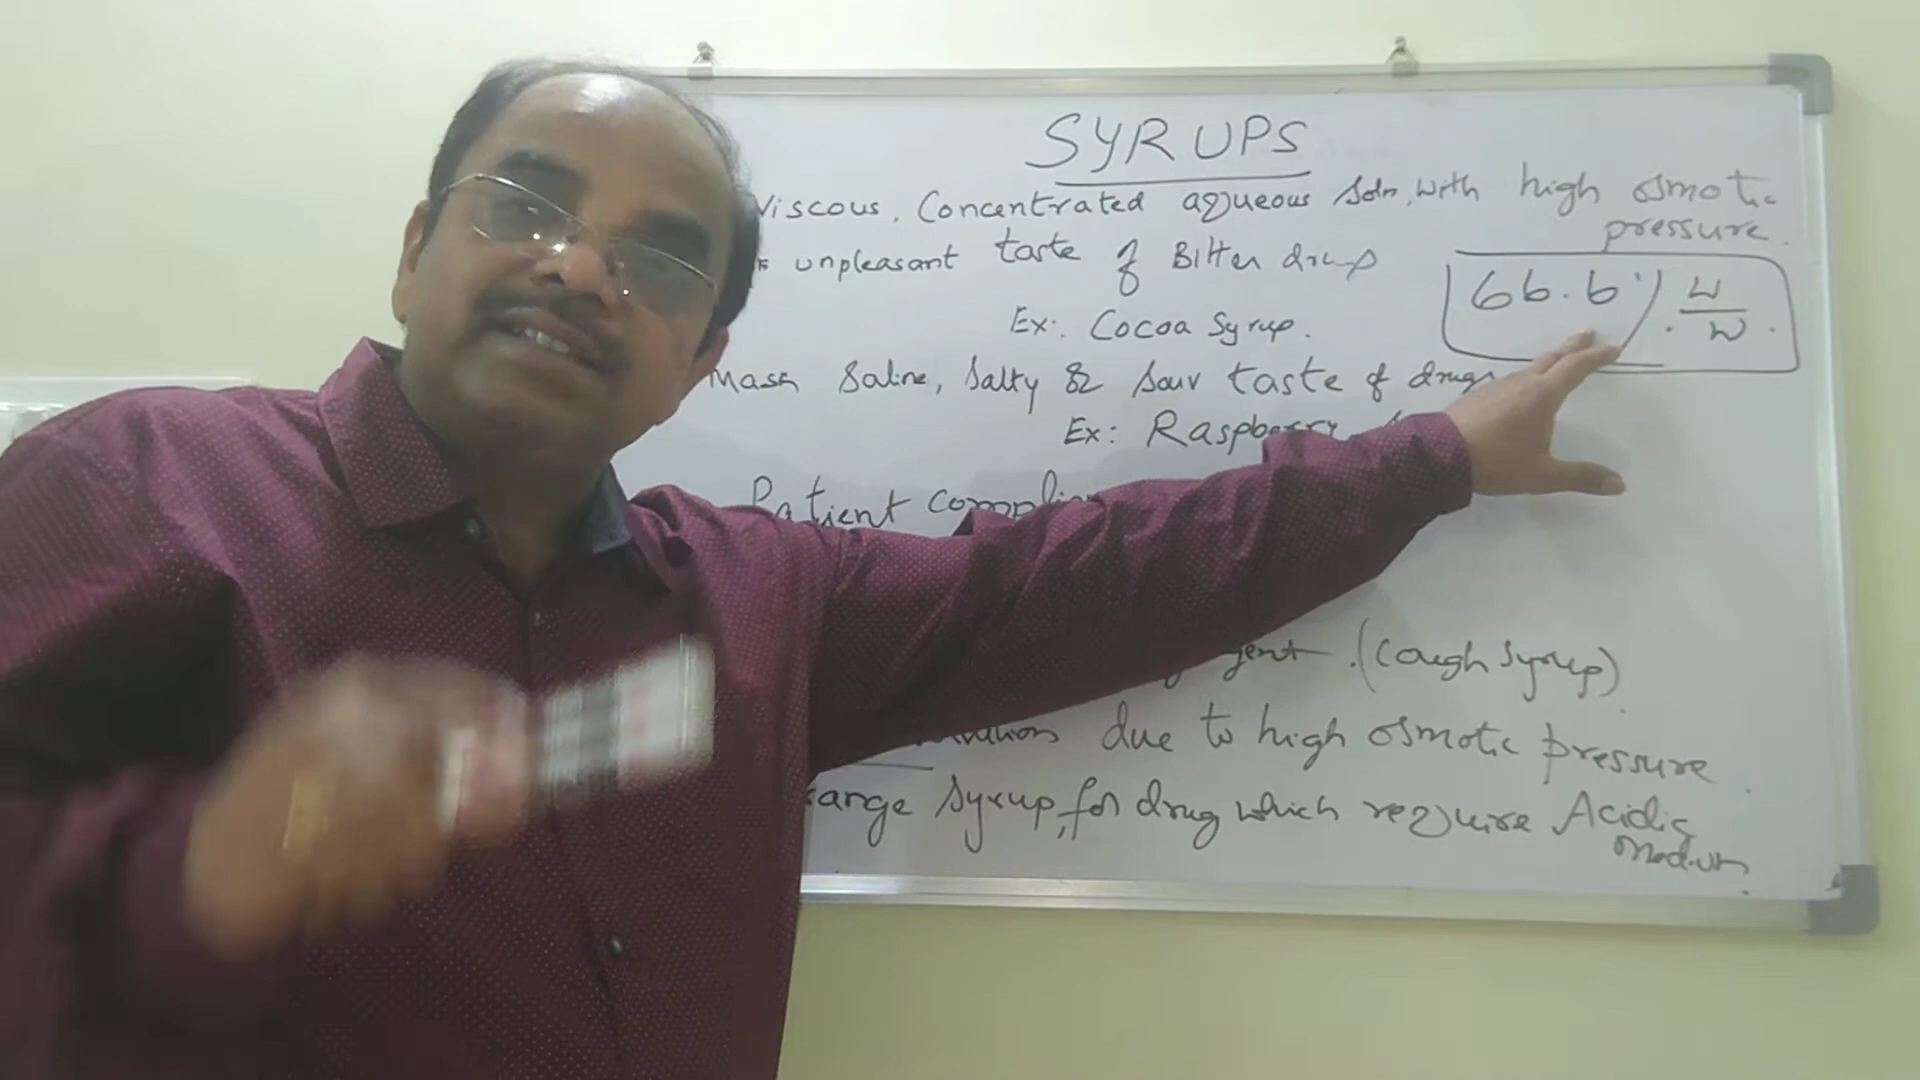 SYRUPS
Viscous, Concentrated aqueous Soln, with high osmotic
pressure.
unpleasant taste of Bitter drup
66.6 % w/w.
Ex:. Cocoa Syrup.
Mask Saline, Salty & Sour taste of drugs
Ex: Raspberry
Patient
. (Cough Syrup)
due to high osmotic pressure
Syrup, for drug which require Acidic
Medium